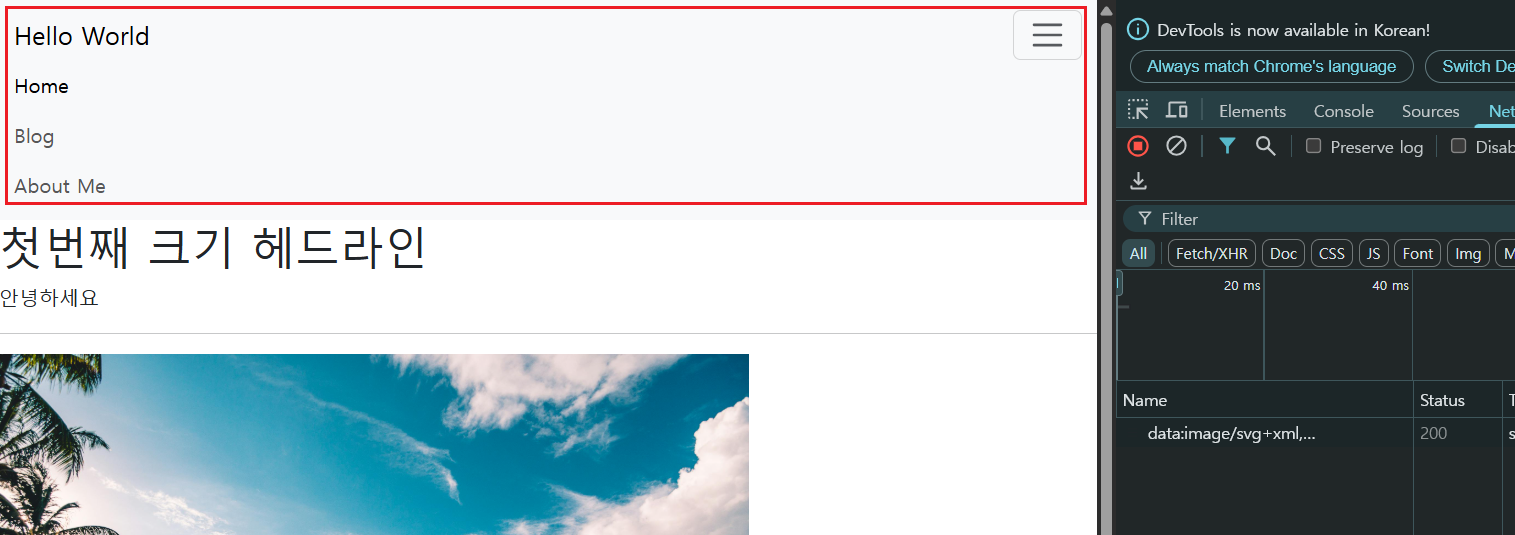 Hello World
Home
Blog
About Me
첫번째 크기 헤드라인
안녕하세요
DevTools is now available in Korean!
Always match Chrome's language
Switch De
Elements Console Sources Net
Preserve log Disab
Filter
All Fetch/XHR Doc CSS JS Font Img M
20 ms 40 ms
Name Status T
data:image/svg+xml,... 200 s